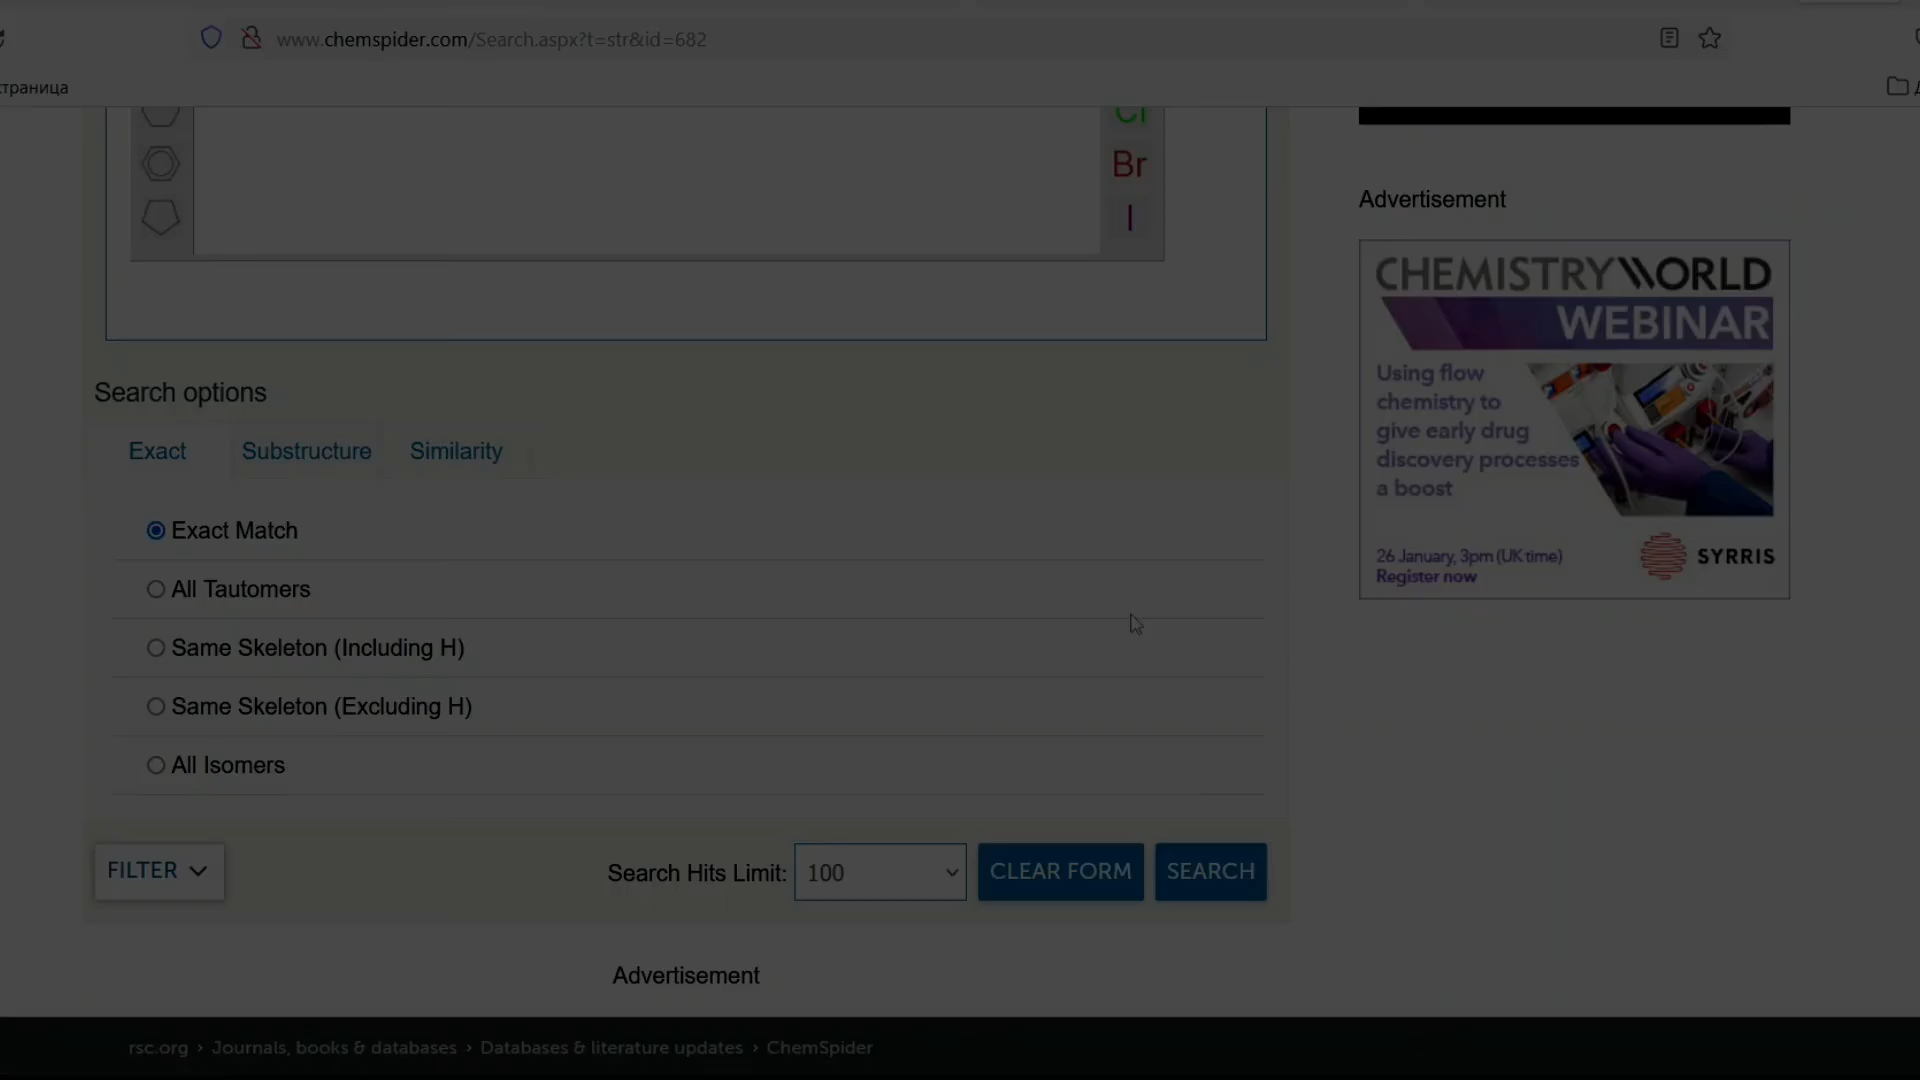 www.chemspider.com/Search.aspx?t=str&id=682
страница
Cl
Br
I
Advertisement
CHEMISTRY WORLD
WEBINAR
Using flow
chemistry to
give early drug
discovery processes
a boost
26 January, 3pm (UK time)
Register now
SYRRIS
Search options
Exact
Substructure
Similarity
Exact Match
All Tautomers
Same Skeleton (Including H)
Same Skeleton (Excluding H)
All Isomers
FILTER
Search Hits Limit:
100
CLEAR FORM
SEARCH
Advertisement
rsc.org › Journals, books & databases › Databases & literature updates › ChemSpider